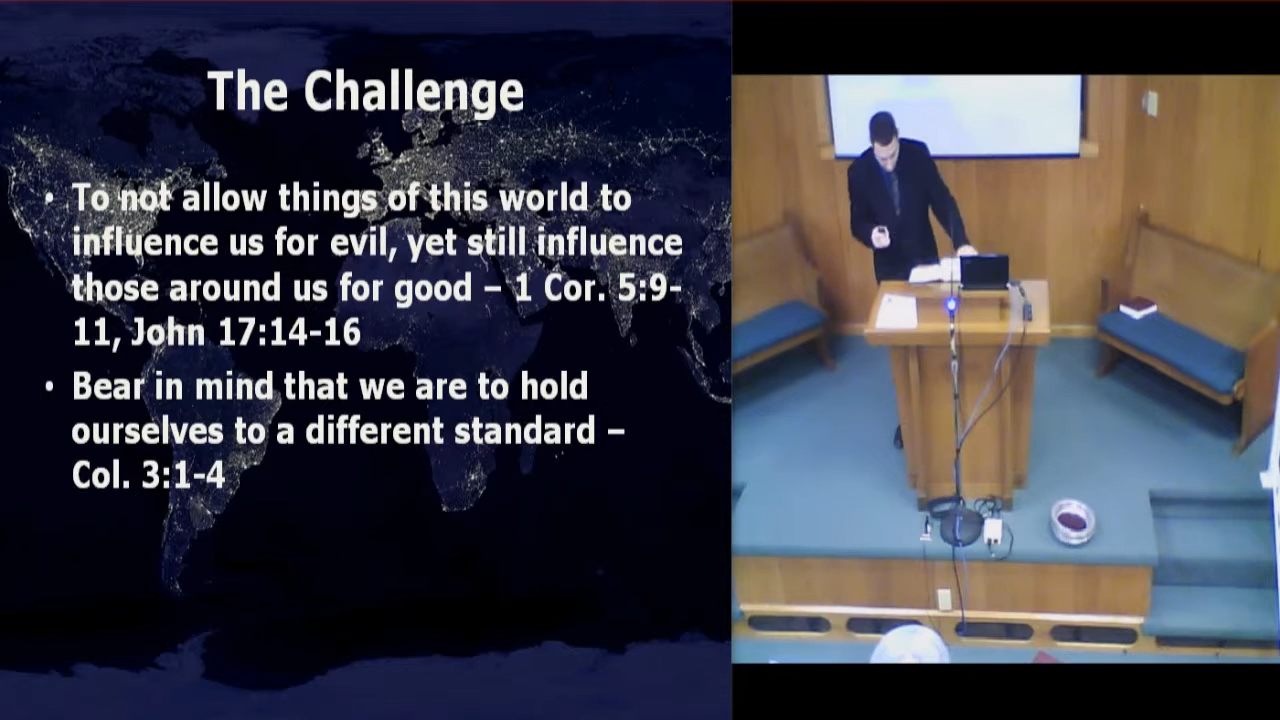 The Challenge
• To not allow things of this world to
influence us for evil, yet still influence
those around us for good – 1 Cor. 5:9-
11, John 17:14-16
• Bear in mind that we are to hold
ourselves to a different standard –
Col. 3:1-4